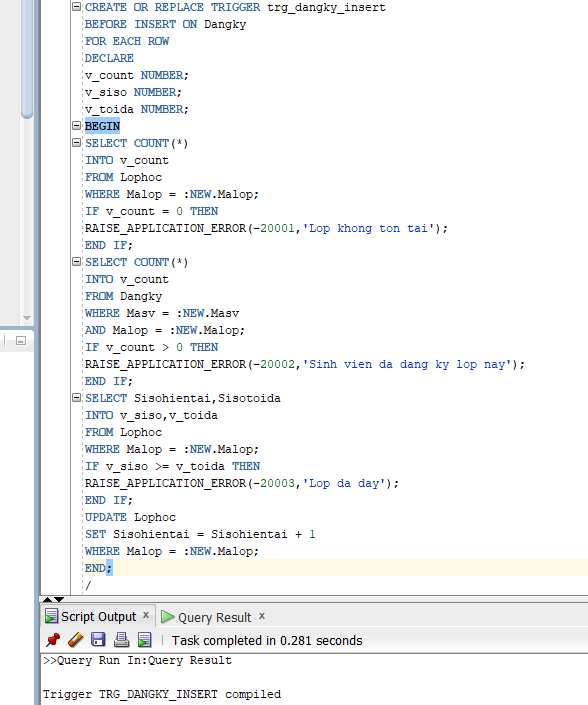 CREATE OR REPLACE TRIGGER trg_dangky_insert
BEFORE INSERT ON Dangky
FOR EACH ROW
DECLARE
v_count NUMBER;
v_siso NUMBER;
v_toida NUMBER;
BEGIN
SELECT COUNT(*)
INTO v_count
FROM Lophoc
WHERE Malop = :NEW.Malop;
IF v_count = 0 THEN
RAISE_APPLICATION_ERROR(-20001,'Lop khong ton tai');
END IF;
SELECT COUNT(*)
INTO v_count
FROM Dangky
WHERE Masv = :NEW.Masv
AND Malop = :NEW.Malop;
IF v_count > 0 THEN
RAISE_APPLICATION_ERROR(-20002,'Sinh vien da dang ky lop nay');
END IF;
SELECT Sisohientai,Sisotoida
INTO v_siso,v_toida
FROM Lophoc
WHERE Malop = :NEW.Malop;
IF v_siso >= v_toida THEN
RAISE_APPLICATION_ERROR(-20003,'Lop da day');
END IF;
UPDATE Lophoc
SET Sisohientai = Sisohientai + 1
WHERE Malop = :NEW.Malop;
END;
/
Script Output x Query Result x
Task completed in 0.281 seconds
>>Query Run In:Query Result
Trigger TRG_DANGKY_INSERT compiled